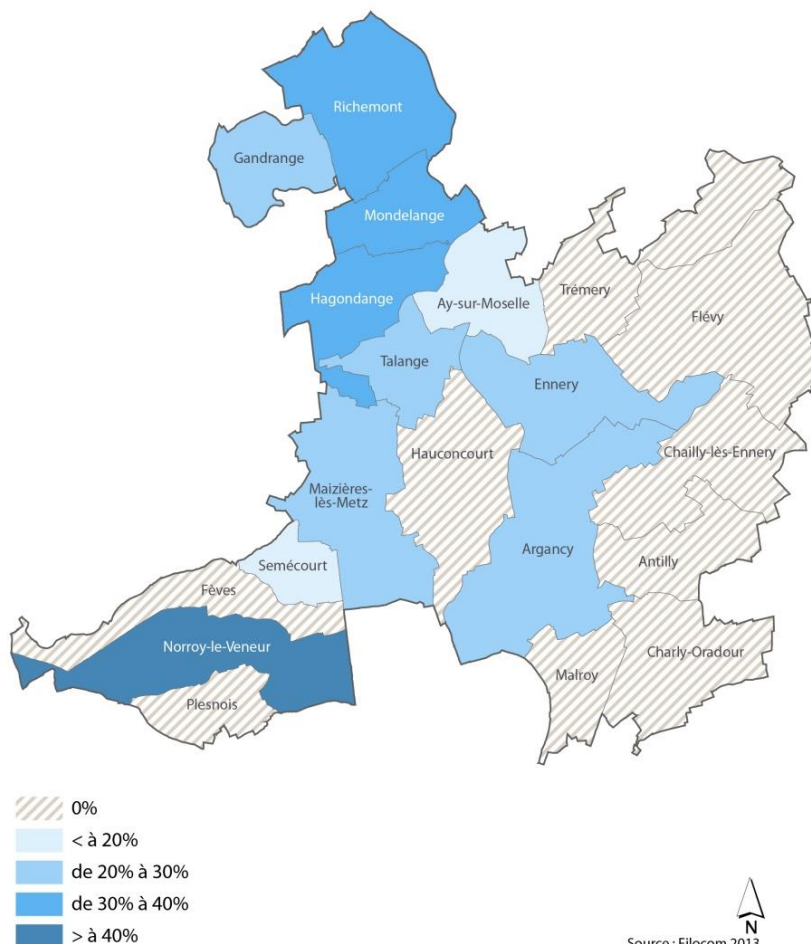 Richemont
Gandrange
Mondelange
Hagondange
Ay-sur-Moselle
Trémery
Flévy
Talange
Ennery
Hauconcourt
Chailly-lès-Ennery
Maizières-
lès-Metz
Argancy
Antilly
Semécourt
Fèves
Norroy-le-Veneur
Charly-Oradour
Malroy
Plesnois
0%
< à 20%
de 20% à 30%
de 30% à 40%
> à 40%
N
Source : Filocom 2013